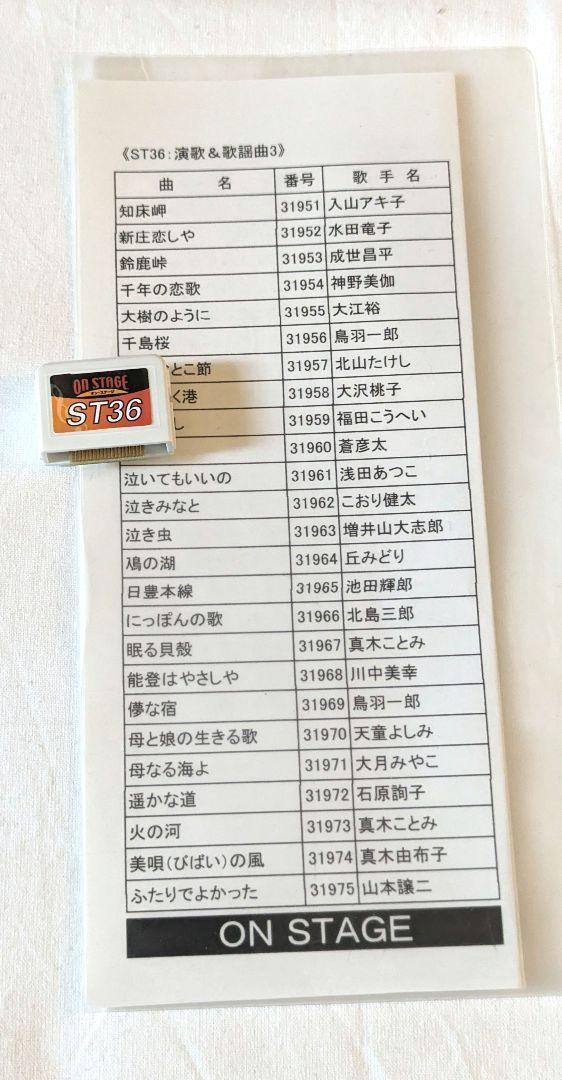 《ST36:演歌＆歌謡曲3》
曲 名 番号 歌手名
知床岬 31951 入山アキ子
新庄恋しや 31952 水田竜子
鈴鹿峠 31953 成世昌平
千年の恋歌 31954 神野美伽
大樹のように 31955 大江裕
千島桜 31956 鳥羽一郎
とこ節 31957 北山たけし
く港 31958 大沢桃子
し 31959 福田こうへい
31960 蒼彦太
泣いてもいいの 31961 浅田あつこ
泣きみなと 31962 こおり健太
泣き虫 31963 増井山大志郎
鳰の湖 31964 丘みどり
日豊本線 31965 池田輝郎
にっぽんの歌 31966 北島三郎
眠る貝殻 31967 真木ことみ
能登はやさしや 31968 川中美幸
儚な宿 31969 鳥羽一郎
母と娘の生きる歌 31970 天童よしみ
母なる海よ 31971 大月みやこ
遥かな道 31972 石原詢子
火の河 31973 真木ことみ
美唄(びばい)の風 31974 真木由布子
ふたりでよかった 31975 山本譲二
ON STAGE
ON STAGE
オン・ステージ
ST36